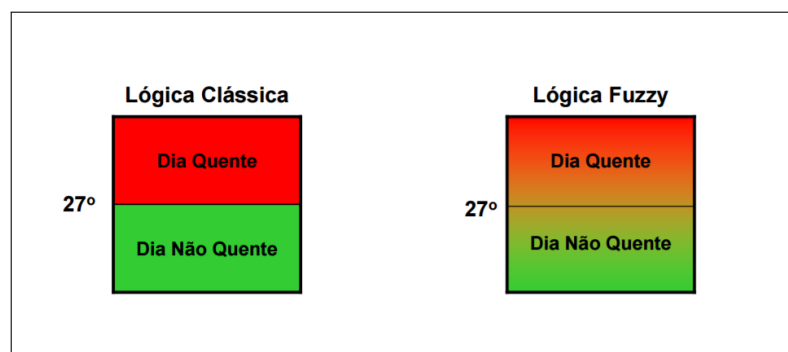 Lógica Clássica
Dia Quente
27º
Dia Não Quente
Lógica Fuzzy
Dia Quente
27º
Dia Não Quente